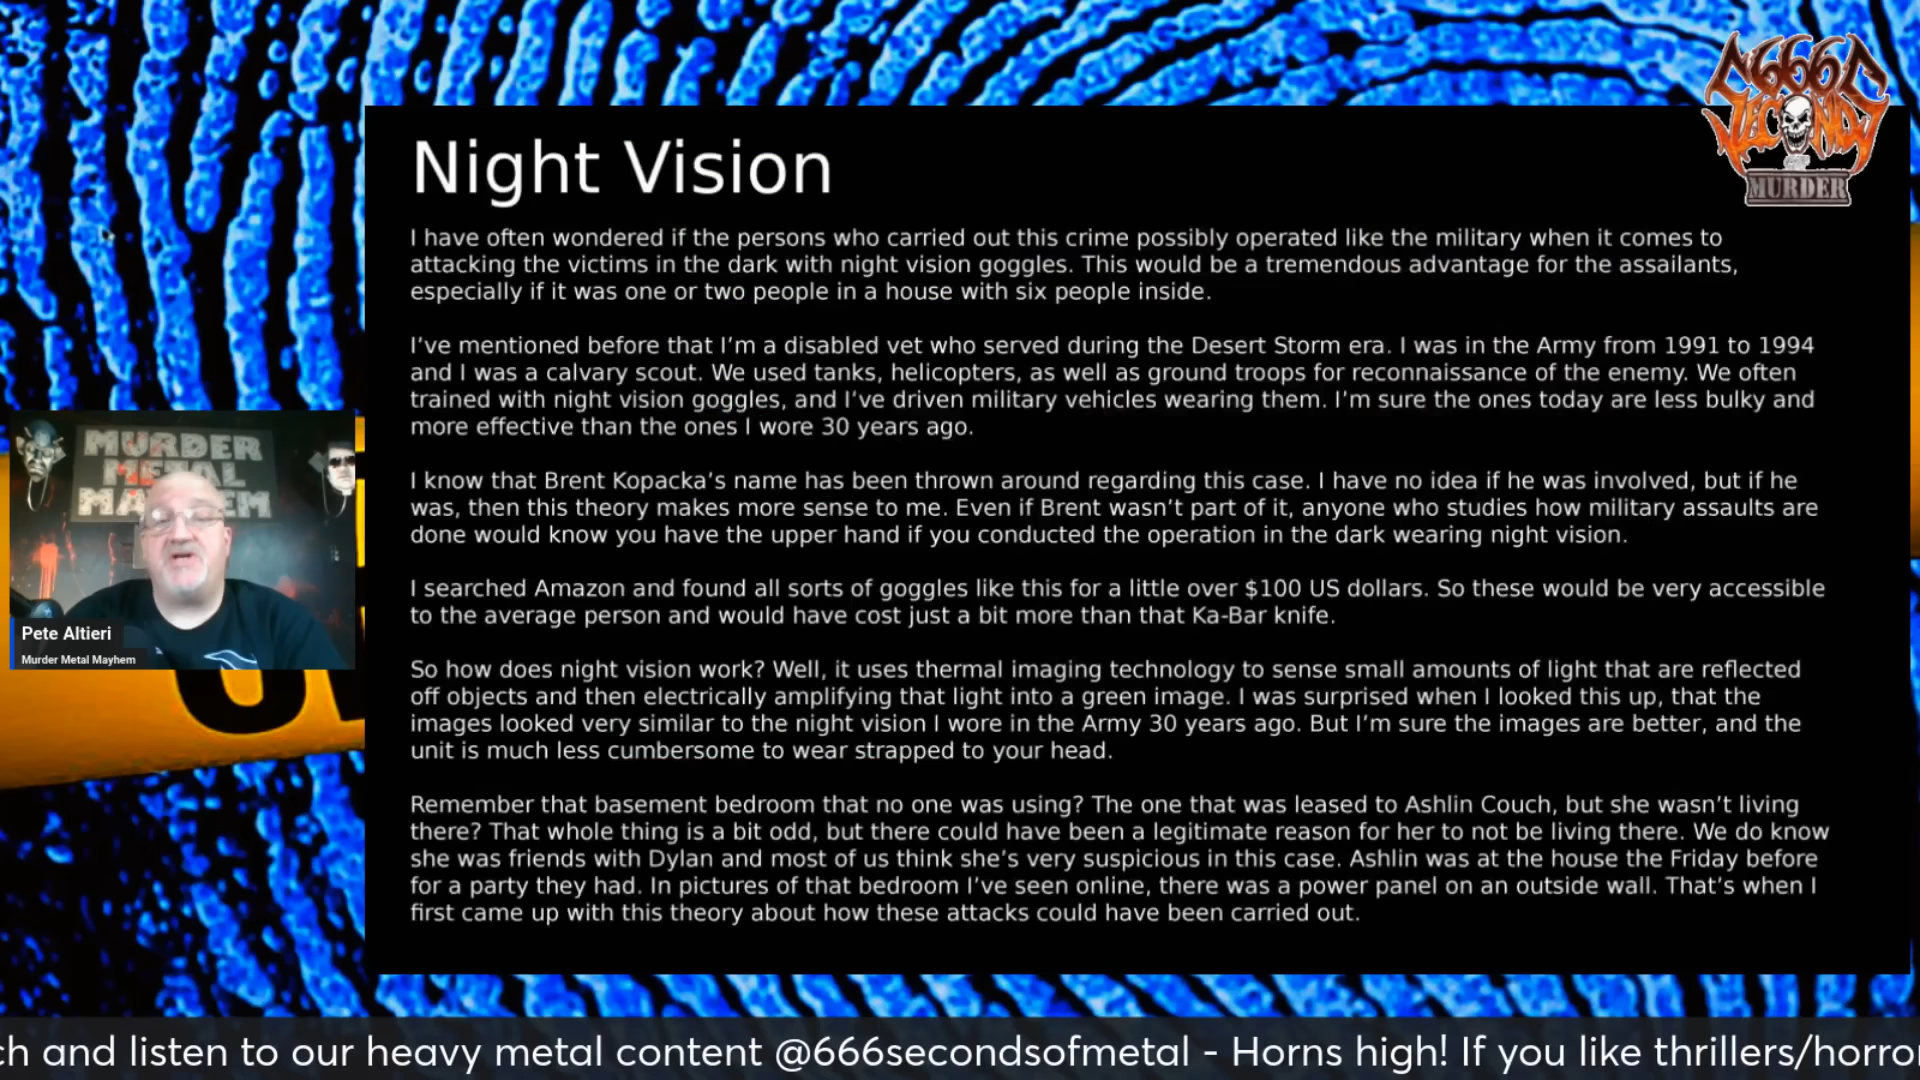 666
SECONDS
MURDER
Night Vision
I have often wondered if the persons who carried out this crime possibly operated like the military when it comes to
attacking the victims in the dark with night vision goggles. This would be a tremendous advantage for the assailants,
especially if it was one or two people in a house with six people inside.
I've mentioned before that I'm a disabled vet who served during the Desert Storm era. I was in the Army from 1991 to 1994
and I was a calvary scout. We used tanks, helicopters, as well as ground troops for reconnaissance of the enemy. We often
trained with night vision goggles, and I've driven military vehicles wearing them. I'm sure the ones today are less bulky and
more effective than the ones I wore 30 years ago.
I know that Brent Kopacka's name has been thrown around regarding this case. I have no idea if he was involved, but if he
was, then this theory makes more sense to me. Even if Brent wasn't part of it, anyone who studies how military assaults are
done would know you have the upper hand if you conducted the operation in the dark wearing night vision.
I searched Amazon and found all sorts of goggles like this for a little over $100 US dollars. So these would be very accessible
to the average person and would have cost just a bit more than that Ka-Bar knife.
So how does night vision work? Well, it uses thermal imaging technology to sense small amounts of light that are reflected
off objects and then electrically amplifying that light into a green image. I was surprised when I looked this up, that the
images looked very similar to the night vision I wore in the Army 30 years ago. But I'm sure the images are better, and the
unit is much less cumbersome to wear strapped to your head.
Remember that basement bedroom that no one was using? The one that was leased to Ashlin Couch, but she wasn't living
there? That whole thing is a bit odd, but there could have been a legitimate reason for her to not be living there. We do know
she was friends with Dylan and most of us think she's very suspicious in this case. Ashlin was at the house the Friday before
for a party they had. In pictures of that bedroom I've seen online, there was a power panel on an outside wall. That's when I
first came up with this theory about how these attacks could have been carried out.
MURDER
METAL
MAYHEM
Pete Altieri
Murder Metal Mayhem
ch and listen to our heavy metal content @666secondsofmetal - Horns high! If you like thrillers/horror